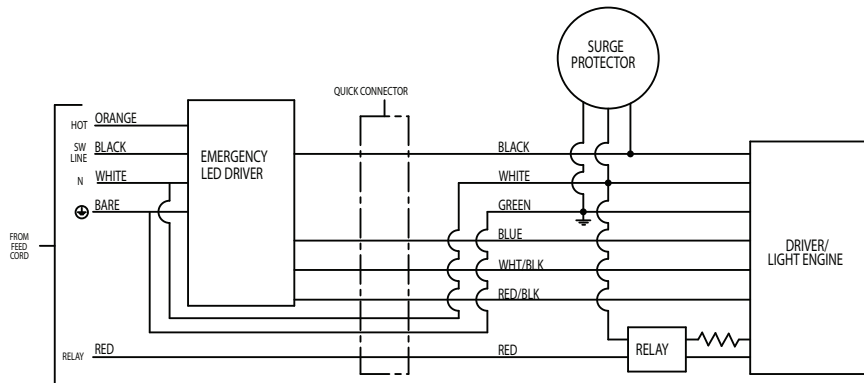 SURGE
PROTECTOR
QUICK CONNECTOR
HOT
ORANGE
SW
LINE
BLACK
N
WHITE
BARE
EMERGENCY
LED DRIVER
BLACK
WHITE
GREEN
BLUE
WHT/BLK
RED/BLK
DRIVER/
LIGHT ENGINE
FROM
FEED
CORD
RELAY
RED
RED
RELAY